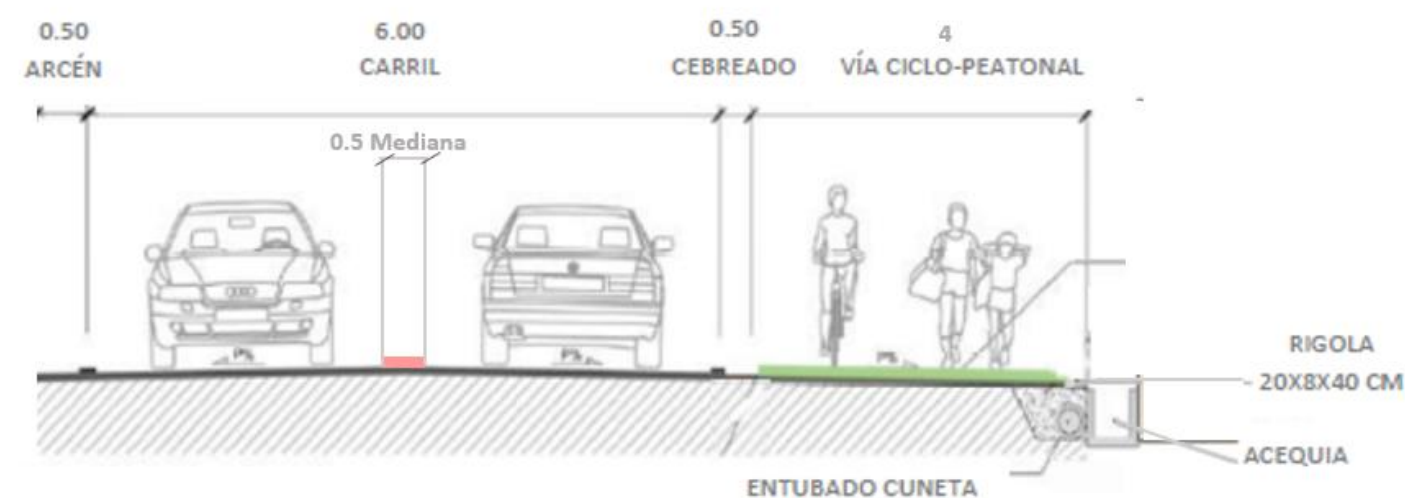 0.50
ARCÉN
6.00
CARRIL
0.50
CEBREADO
4
VÍA CICLO-PEATONAL
0.5 Mediana
P%
P%
P%
RIGOLA
- 20X8X40 CM
ACEQUIA
ENTUBADO CUNETA